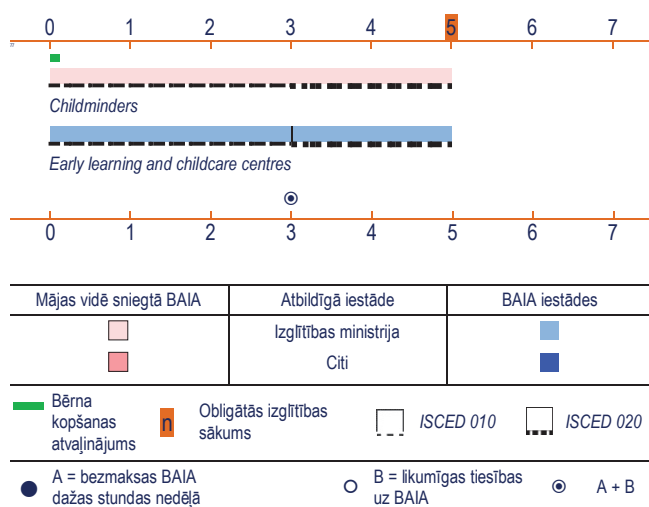 0 1 2 3 4 5 6 7
Childminders
Early learning and childcare centres
0 1 2 3 4 5 6 7
Mājas vidē sniegtā BAIA Atbildīgā iestāde BAIA iestādes
Izglītības ministrija
Citi
Bērna
kopšanas
atvaļinājums
n
Obligātās izglītības
sākums
ISCED 010
ISCED 020
A = bezmaksas BAIA
dažas stundas nedēļā
B = likumīgas tiesības
uz BAIA
A + B